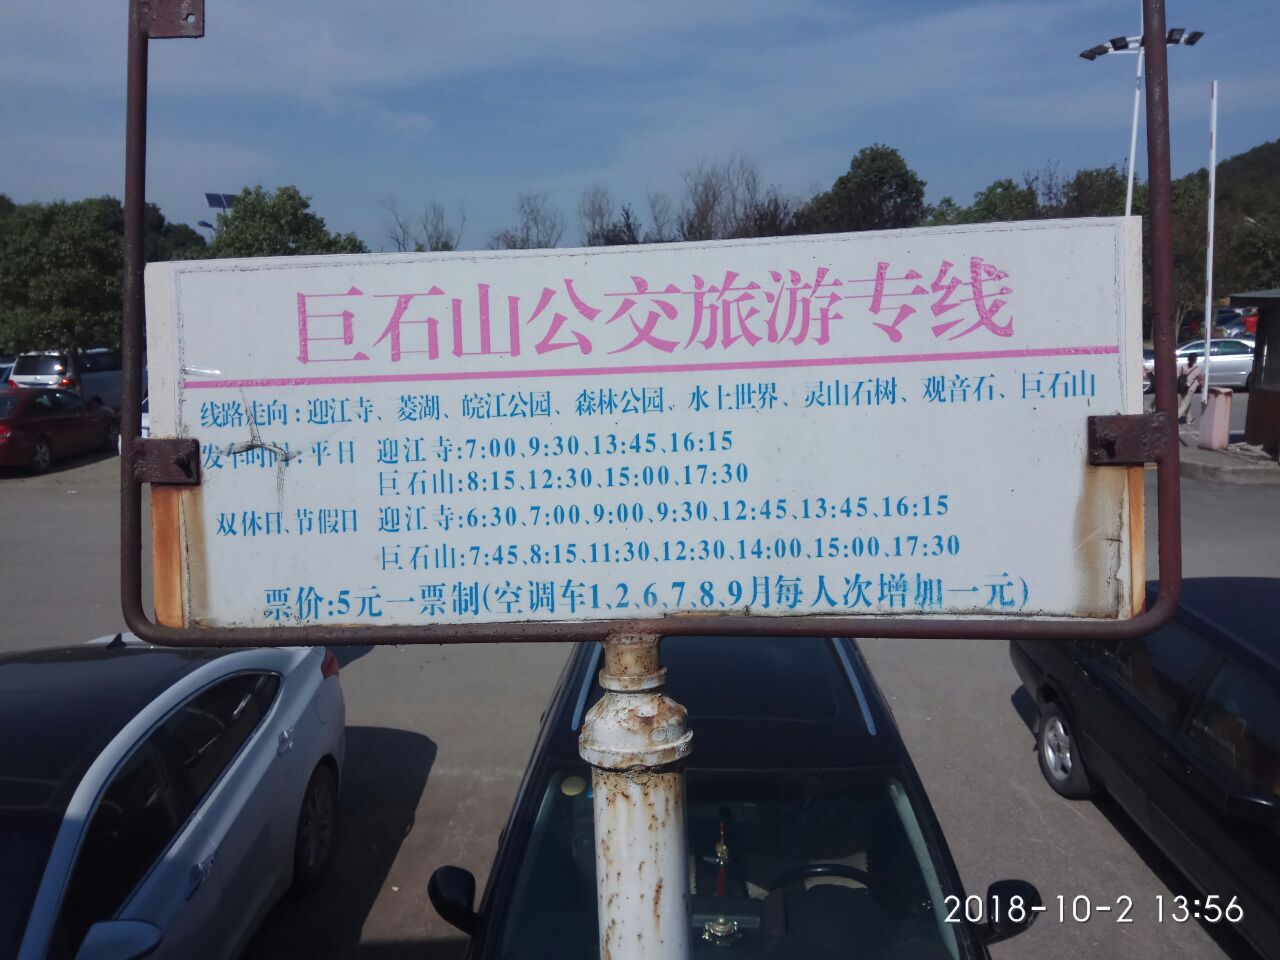 巨石山公交旅游专线
线路走向:迎江寺、菱湖、皖江公园、森林公园、水上世界、灵山石树、观音石、巨石山
发车时间:平日 迎江寺:7:00、9:30、13:45、16:15
巨石山:8:15、12:30、15:00、17:30
双休日、节假日 迎江寺:6:30、7:00、9:00、9:30、12:45、13:45、16:15
巨石山:7:45、8:15、11:30、12:30、14:00、15:00、17:30
票价:5元一票制(空调车1、2、6、7、8、9月每人次增加一元)
2018-10-2 13:56